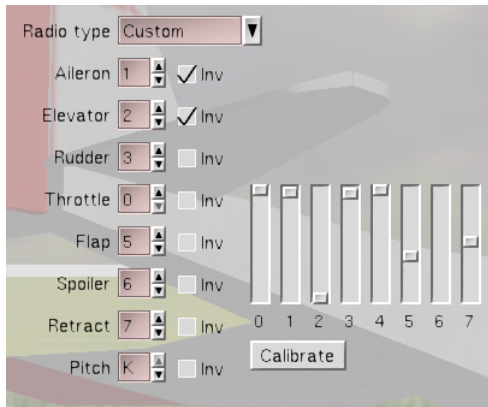 Radio type Custom
Aileron 1 Inv
Elevator 2 Inv
Rudder 3 Inv
Throttle 0 Inv
Flap 5 Inv
Spoiler 6 Inv
Retract 7 Inv
Pitch K Inv
0 1 2 3 4 5 6 7
Calibrate